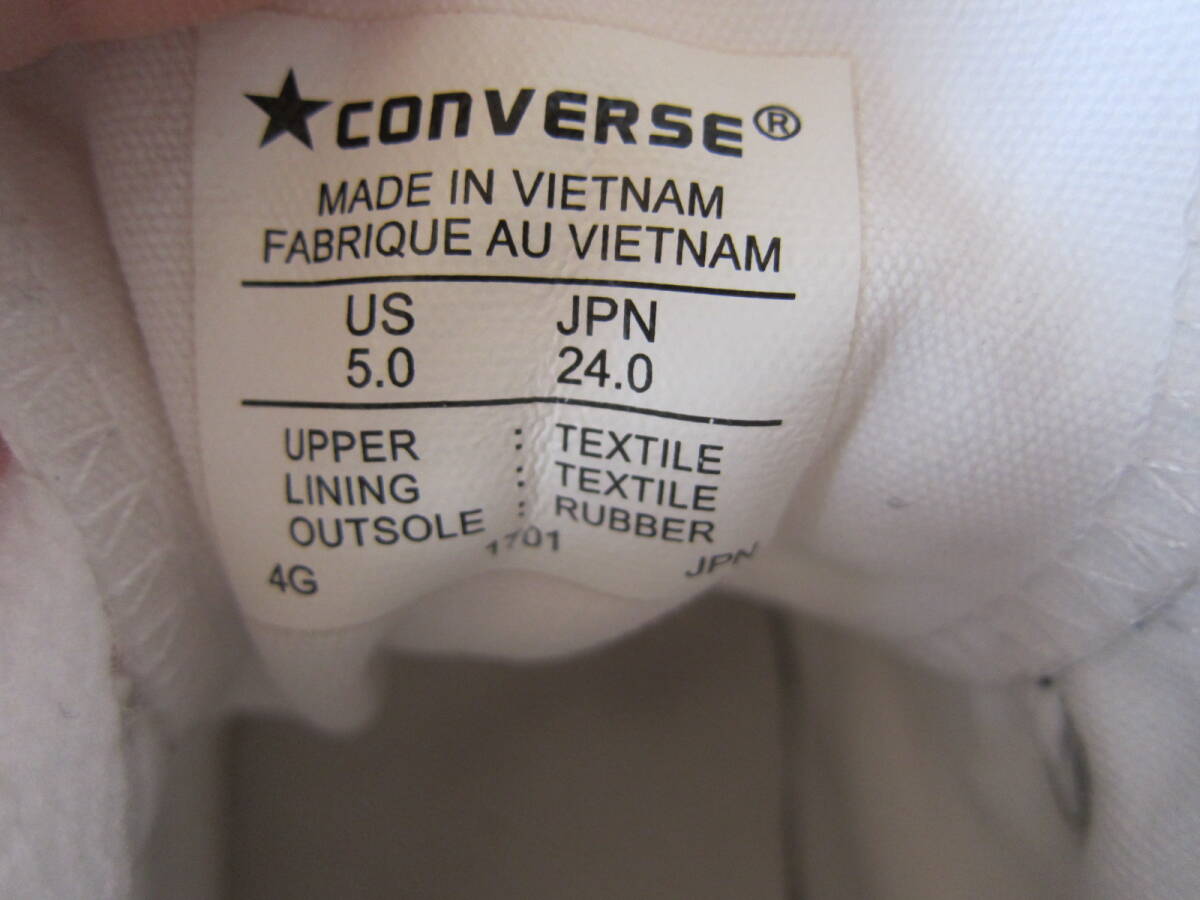 ★CONVERSE®
MADE IN VIETNAM
FABRIQUE AU VIETNAM
US JPN
5.0 24.0
UPPER : TEXTILE
LINING : TEXTILE
OUTSOLE : RUBBER
1701
4G JPN